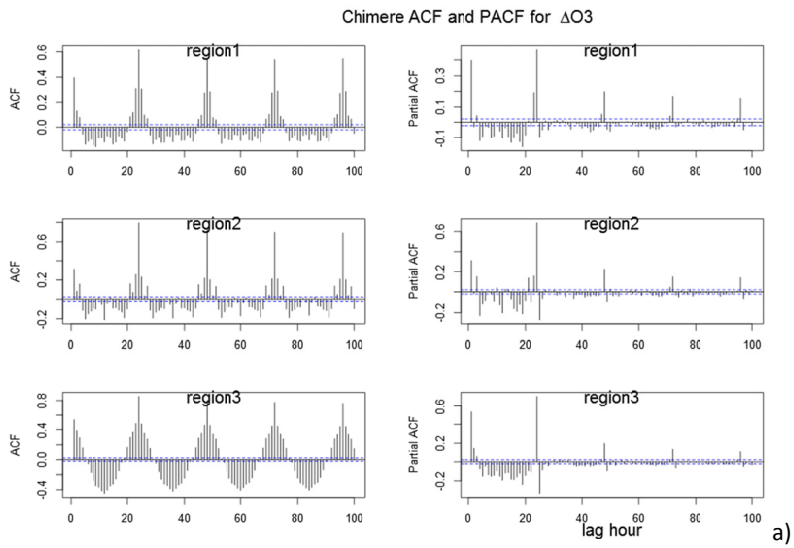 Chimere ACF and PACF for ΔO3
region1
region1
ACF
0.0 0.2 0.4 0.6
0 20 40 60 80 100
Partial ACF
-0.1 0.1 0.3
0 20 40 60 80 100
region2
region2
ACF
-0.2 0.2 0.6
0 20 40 60 80 100
Partial ACF
-0.2 0.2 0.6
0 20 40 60 80 100
region3
region3
ACF
-0.4 0.0 0.4 0.8
0 20 40 60 80 100
Partial ACF
-0.2 0.2 0.6
0 20 40 60 80 100
lag hour
a)